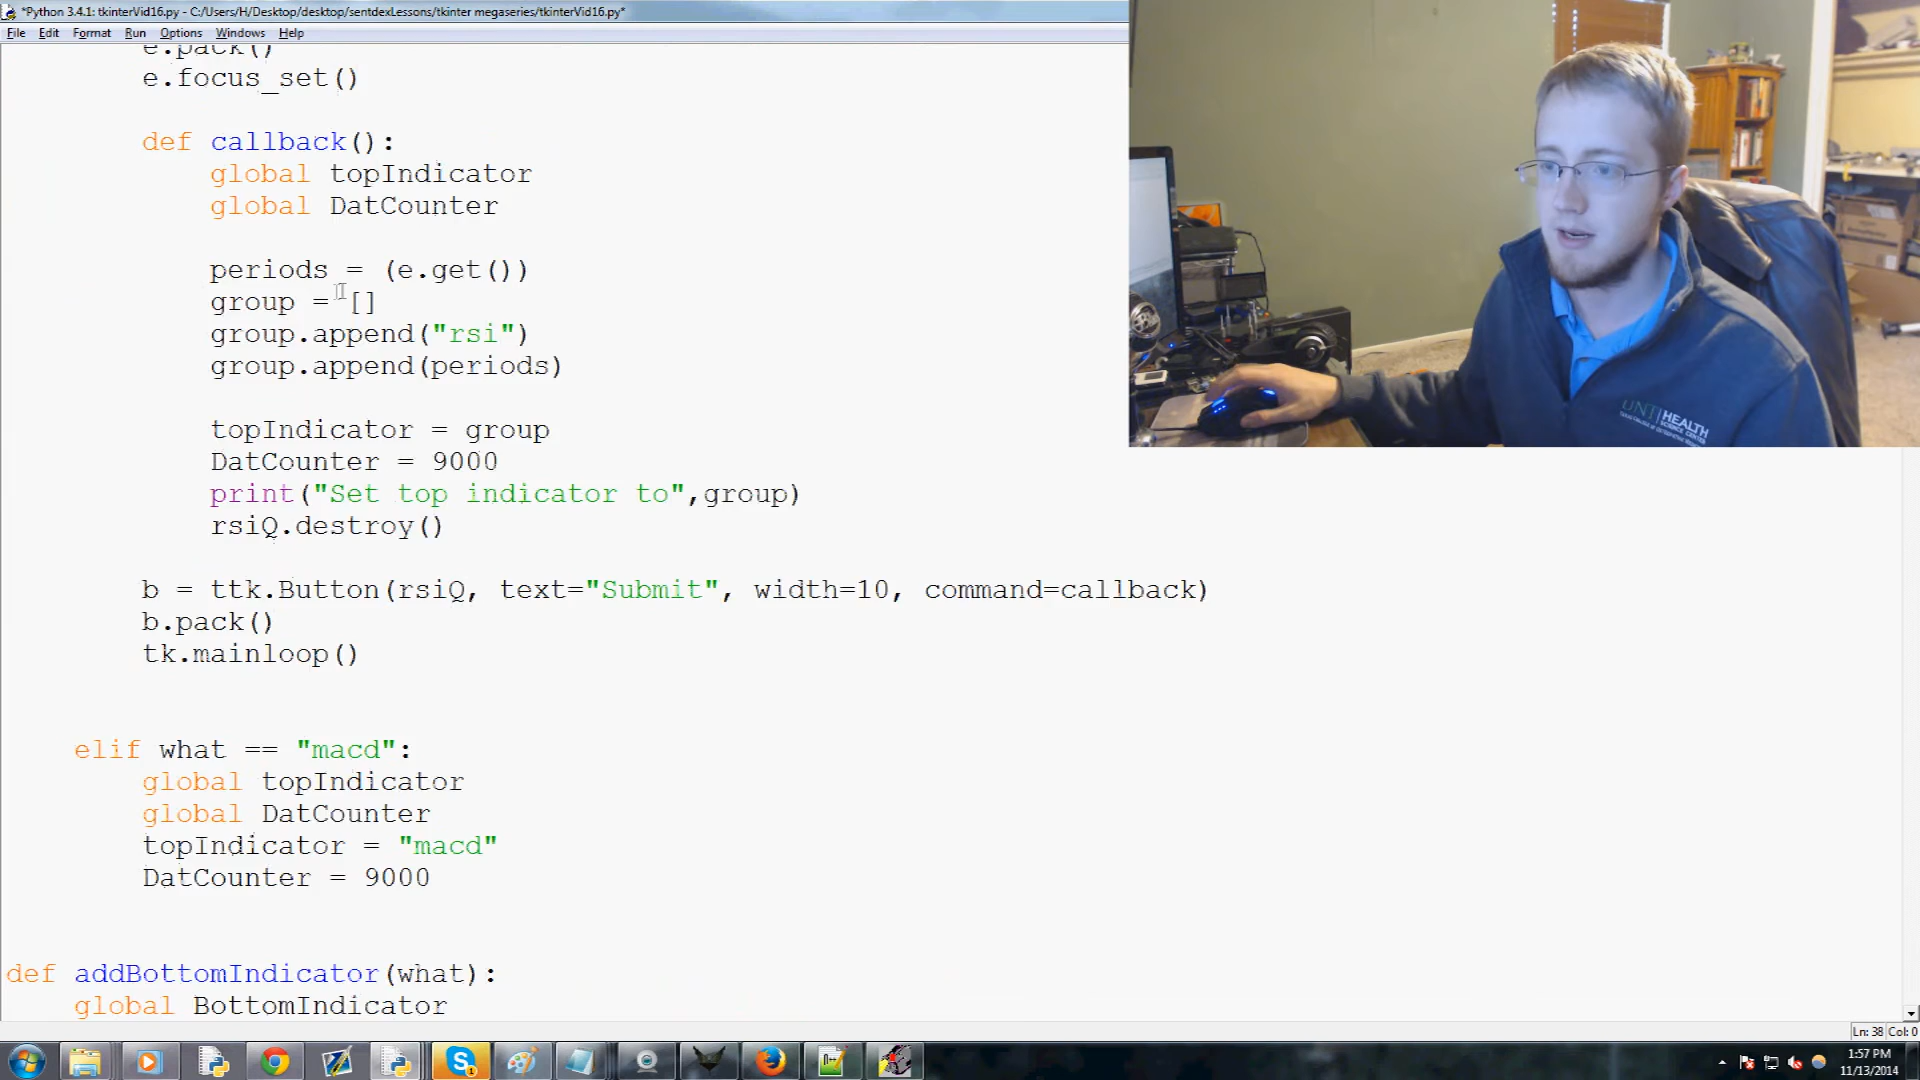 *Python 3.4.1: tkinterVid16.py - C:/Users/H/Desktop/desktop/sentdexLessons/tkinter megaseries/tkinterVid16.py*
File Edit Format Run Options Windows Help
e.pack()
e.focus_set()
def callback():
global topIndicator
global DatCounter
periods = (e.get())
group = []
group.append("rsi")
group.append(periods)
topIndicator = group
DatCounter = 9000
print("Set top indicator to",group)
rsiQ.destroy()
b = ttk.Button(rsiQ, text="Submit", width=10, command=callback)
b.pack()
tk.mainloop()
elif what == "macd":
global topIndicator
global DatCounter
topIndicator = "macd"
DatCounter = 9000
def addBottomIndicator(what):
global BottomIndicator
UNT HEALTH
SCIENCE CENTER
Ln: 38 Col: 0
1:57 PM
11/13/2014